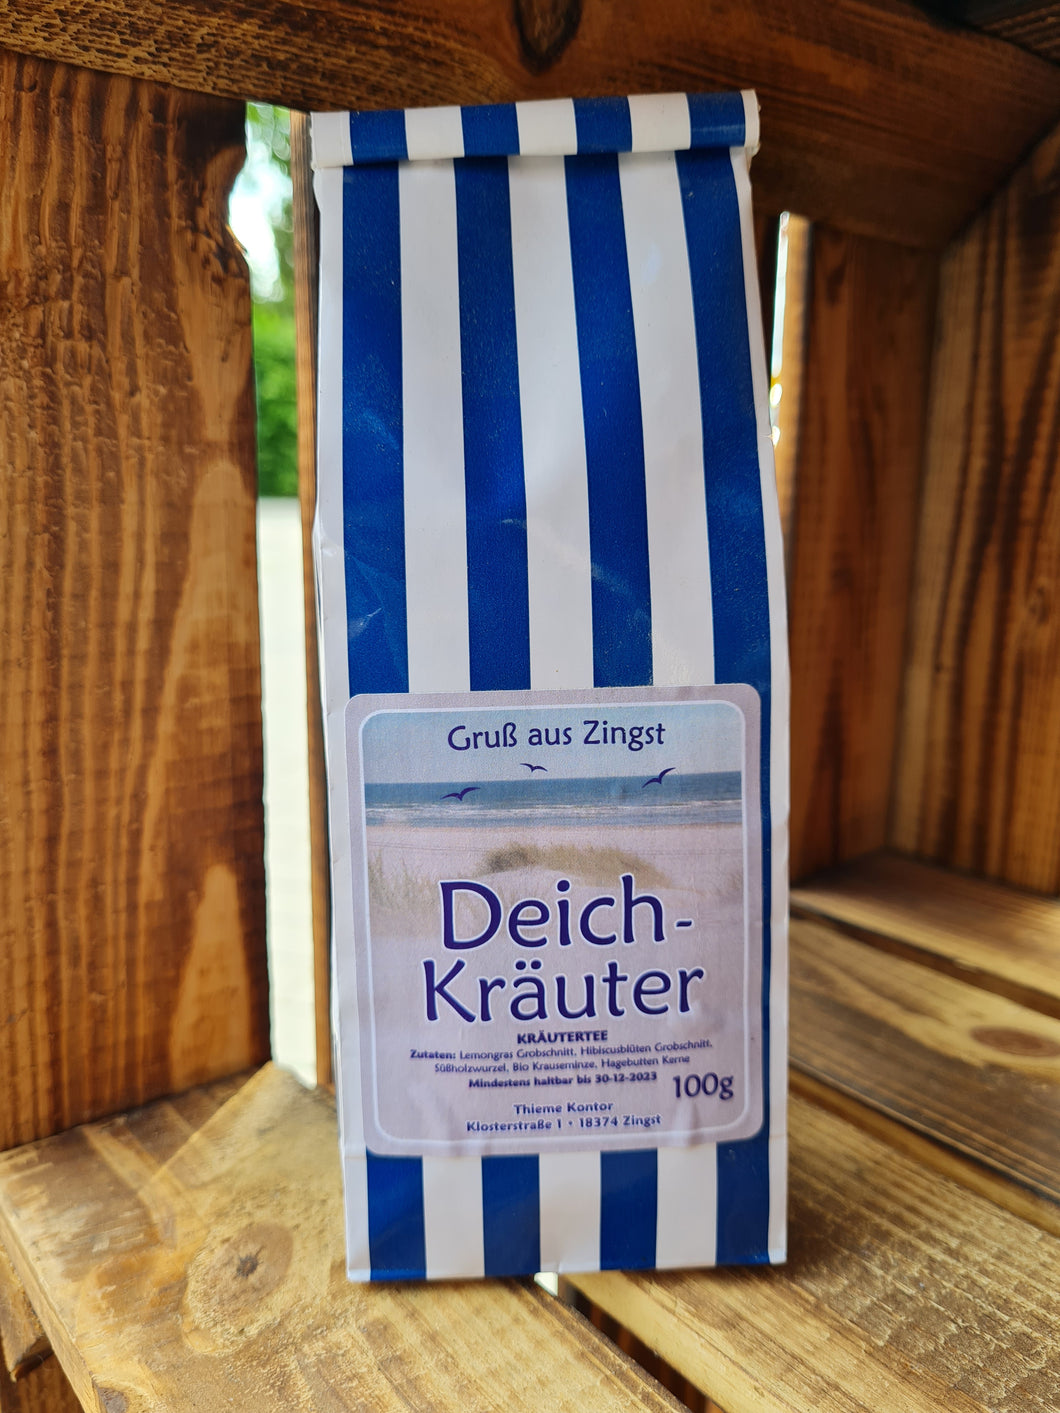 Gruß aus Zingst
Deich-
Kräuter
KRÄUTERTEE
Zutaten: Lemongras Grobschnitt, Hibiscusblüten Grobschnitt,
Süßholzwurzel, Bio Krauseminze, Hagebutten Kerne
Mindestens haltbar bis 30-12-2023
100g
Thieme Kontor
Klosterstraße 1 • 18374 Zingst